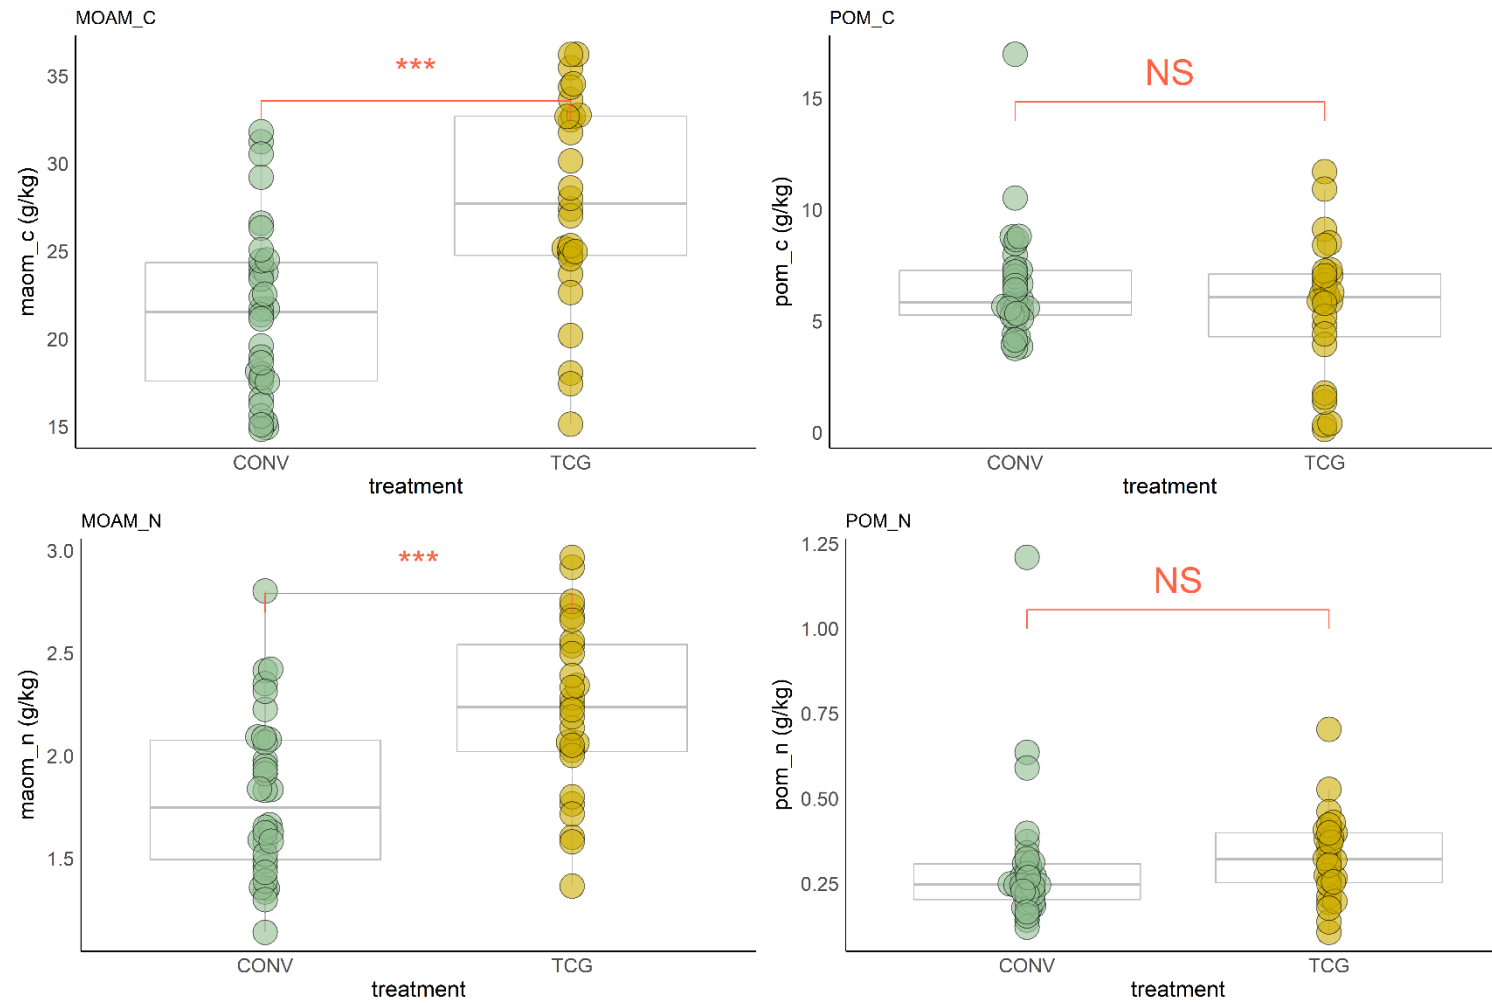 MOAM_C
***
35
30
25
20
15
maom_c (g/kg)
CONV
TCG
treatment
POM_C
NS
15
10
5
0
pom_c (g/kg)
CONV
TCG
treatment
MOAM_N
***
3.0
2.5
2.0
1.5
maom_n (g/kg)
CONV
TCG
treatment
POM_N
NS
1.25
1.00
0.75
0.50
0.25
pom_n (g/kg)
CONV
TCG
treatment